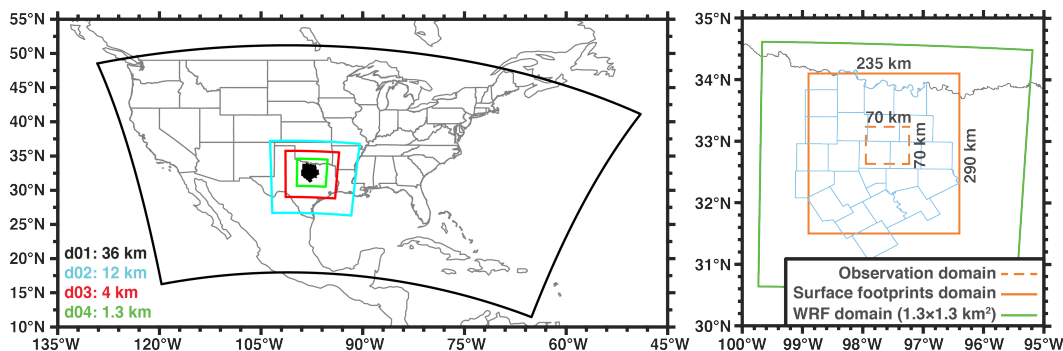 55°N
50°N
45°N
40°N
35°N
30°N
25°N
20°N
15°N
10°N
135°W 120°W 105°W 90°W 75°W 60°W 45°W
d01: 36 km
d02: 12 km
d03: 4 km
d04: 1.3 km
35°N
34°N
33°N
32°N
31°N
30°N
100°W 99°W 98°W 97°W 96°W 95°W
235 km
70 km
70 km
290 km
Observation domain
Surface footprints domain
WRF domain (1.3×1.3 km²)